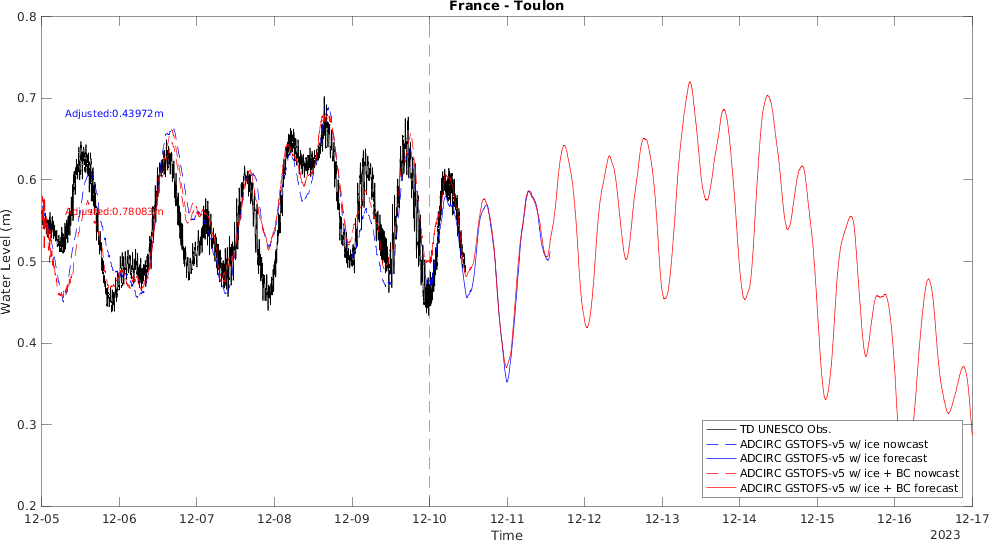 France - Toulon
0.8
0.7
0.6
0.5
0.4
0.3
0.2
Water Level (m)
Adjusted:0.43972m
Adjusted:0.78083m
TD UNESCO Obs.
ADCIRC GSTOFS-v5 w/ ice nowcast
ADCIRC GSTOFS-v5 w/ ice forecast
ADCIRC GSTOFS-v5 w/ ice + BC nowcast
ADCIRC GSTOFS-v5 w/ ice + BC forecast
12-05 12-06 12-07 12-08 12-09 12-10 12-11 12-12 12-13 12-14 12-15 12-16 12-17
Time
2023